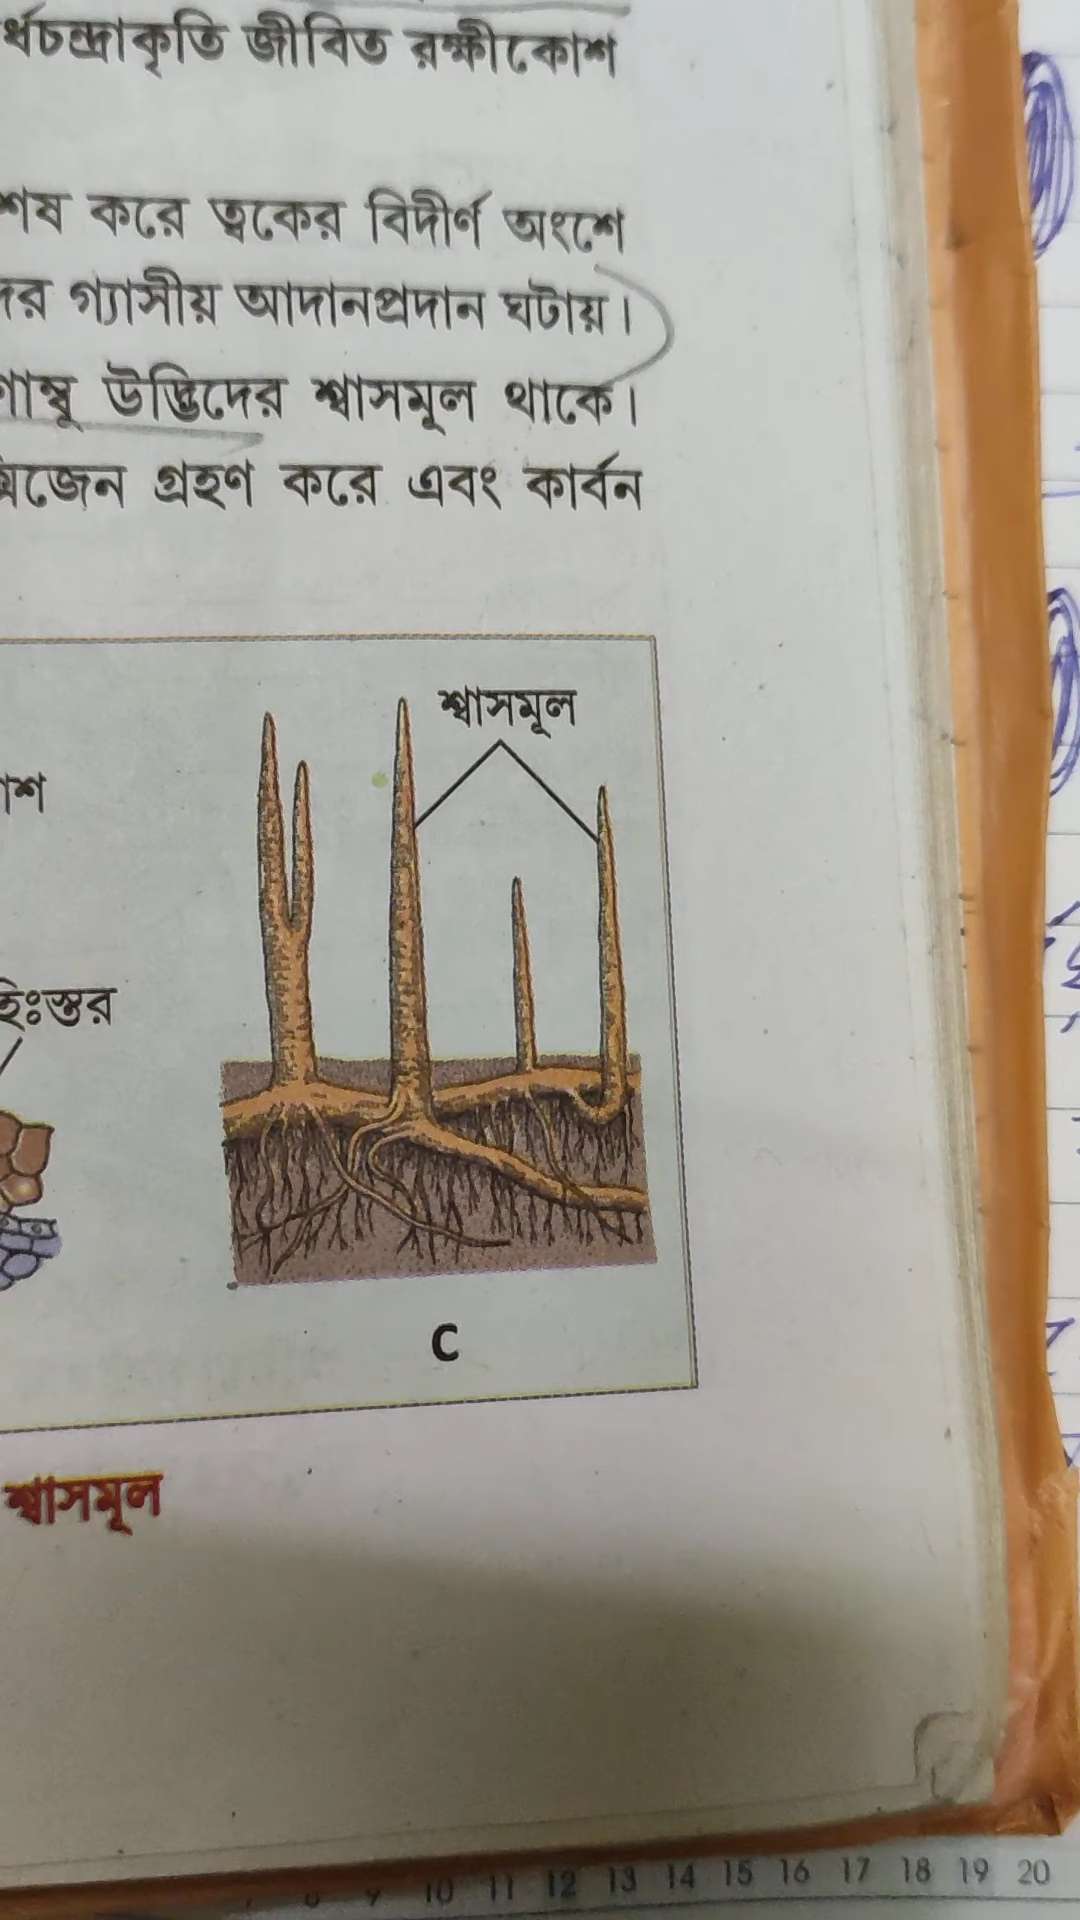 র্ধচন্দ্রাকৃতি জীবিত রক্ষীকোশ
শেষ করে ত্বকের বিদীর্ণ অংশে
দের গ্যাসীয় আদানপ্রদান ঘটায়।
ণাম্বু উদ্ভিদের শ্বাসমূল থাকে।
ক্সিজেন গ্রহণ করে এবং কার্বন
শ্বাসমূল
াশ
হিঃস্তর
C
শ্বাসমূল
9 10 11 12 13 14 15 16 17 18 19 20